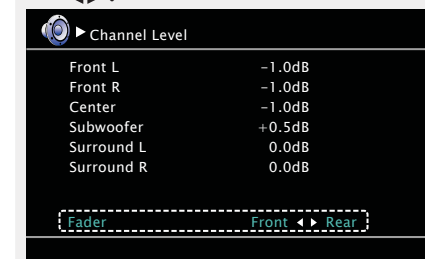 Channel Level
Front L -1.0dB
Front R -1.0dB
Center -1.0dB
Subwoofer +0.5dB
Surround L 0.0dB
Surround R 0.0dB
Fader Front ◀ ▶ Rear